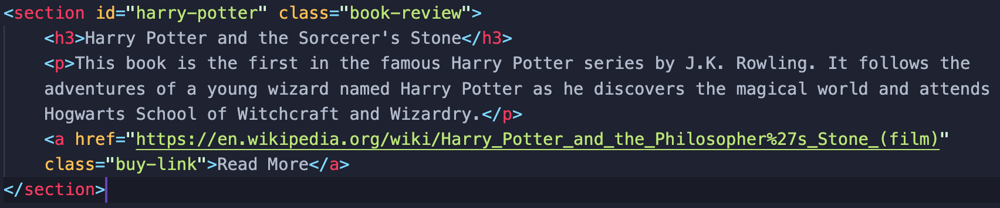 <section id="harry-potter" class="book-review">
<h3>Harry Potter and the Sorcerer's Stone</h3>
<p>This book is the first in the famous Harry Potter series by J.K. Rowling. It follows the
adventures of a young wizard named Harry Potter as he discovers the magical world and attends
Hogwarts School of Witchcraft and Wizardry.</p>
<a href="https://en.wikipedia.org/wiki/Harry_Potter_and_the_Philosopher%27s_Stone_(film)"
class="buy-link">Read More</a>
</section>